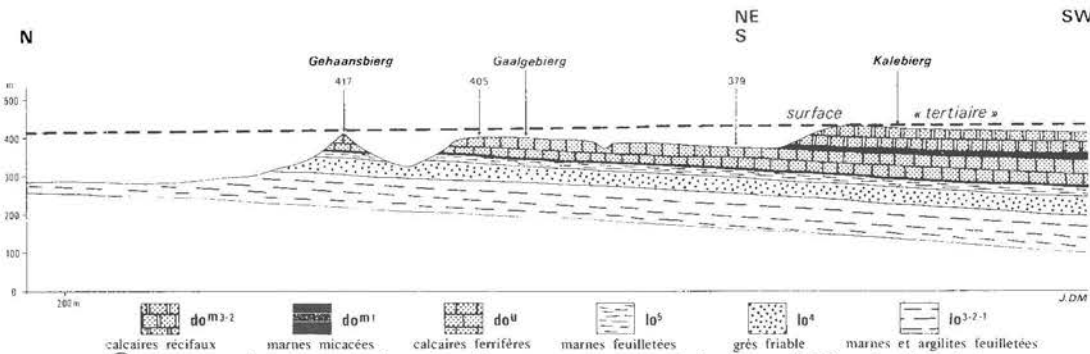 NE SW
N S
Gehaansbierg Gaalgebierg Kalebierg
417 405 379
m
500 surface « tertiaire »
400
300
200
100
0
200m J.DM
do m3-2 do m1 do u lo 5 lo 4 lo 3-2-1
calcaires récifaux marnes micacées calcaires ferrifères marnes feuilletées grès friable marnes et argilites feuilletées